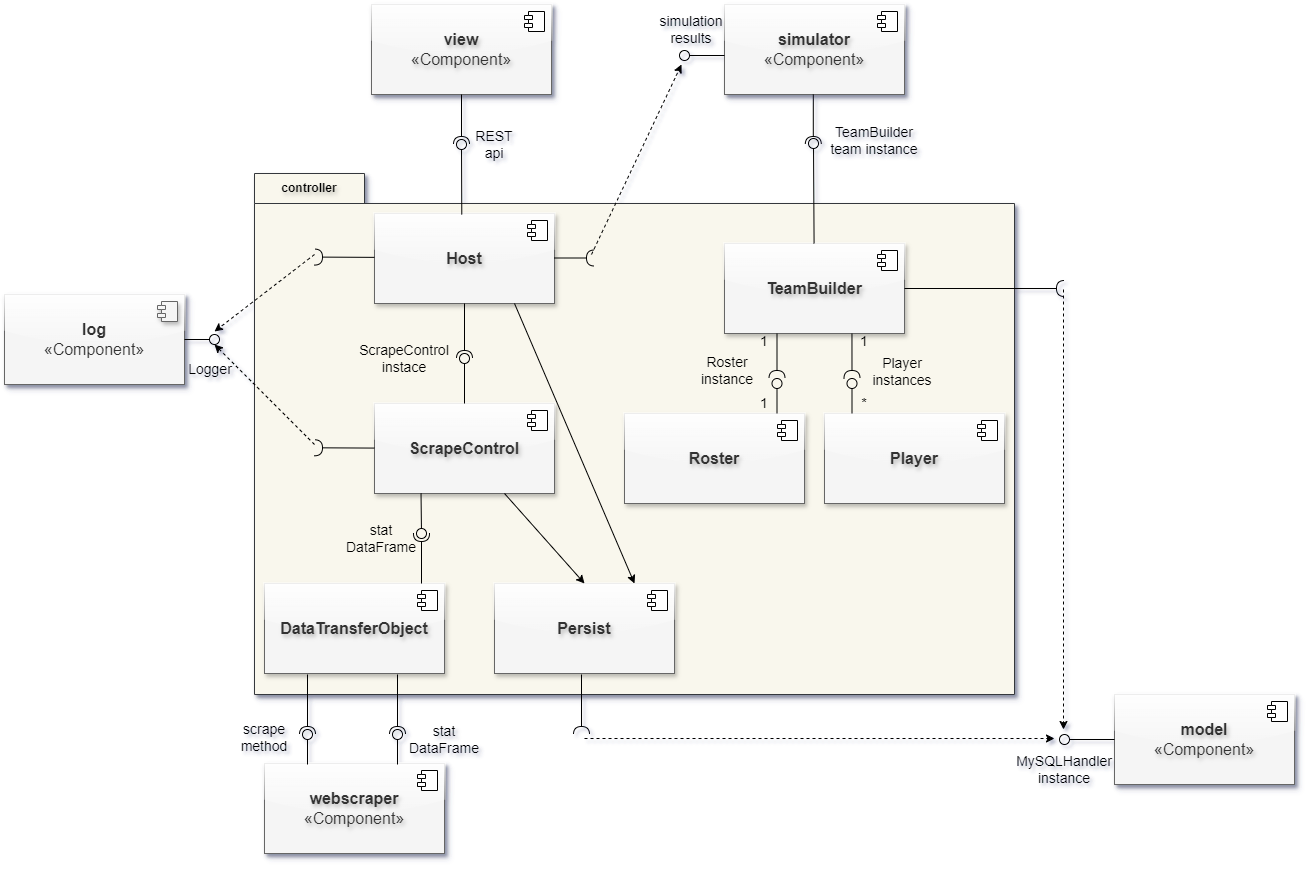 view
«Component»
simulation
results
simulator
«Component»
REST
api
TeamBuilder
team instance
controller
Host
TeamBuilder
log
«Component»
Logger
ScrapeControl
instace
1
1
Roster
instance
Player
instances
1
*
ScrapeControl
Roster
Player
stat
DataFrame
DataTransferObject
Persist
scrape
method
stat
DataFrame
model
«Component»
MySQLHandler
instance
webscraper
«Component»